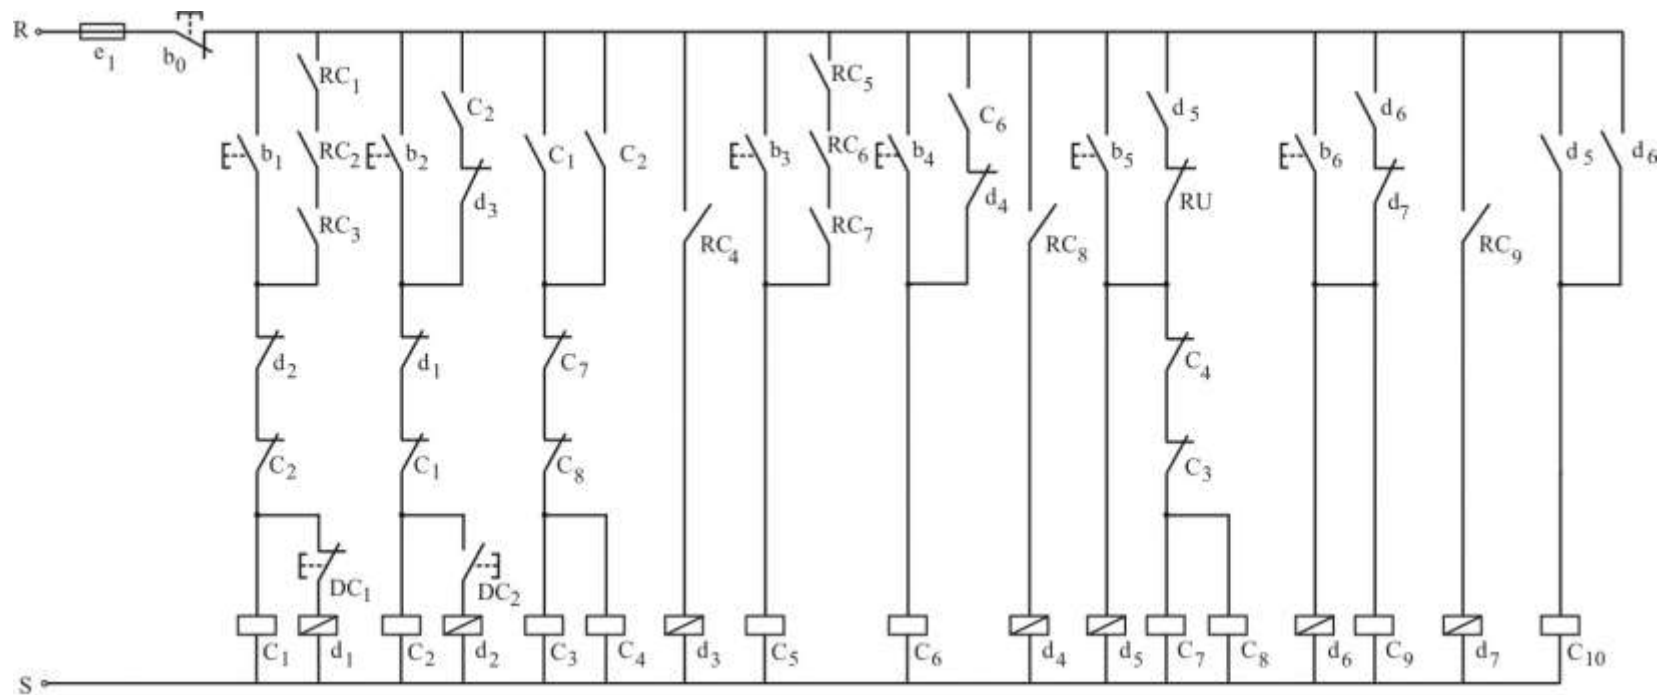 R
e1
b0
RC1
RC5
C2
C6
d5
d6
b1
RC2
b2
C1
C2
b3
RC6
b4
b5
b6
d5
d6
d3
d4
RU
d7
RC3
RC4
RC7
RC8
RC9
d2
d1
C7
C4
C2
C1
C8
C3
DC1
DC2
C1
d1
C2
d2
C3
C4
d3
C5
C6
d4
d5
C7
C8
d6
C9
d7
C10
S